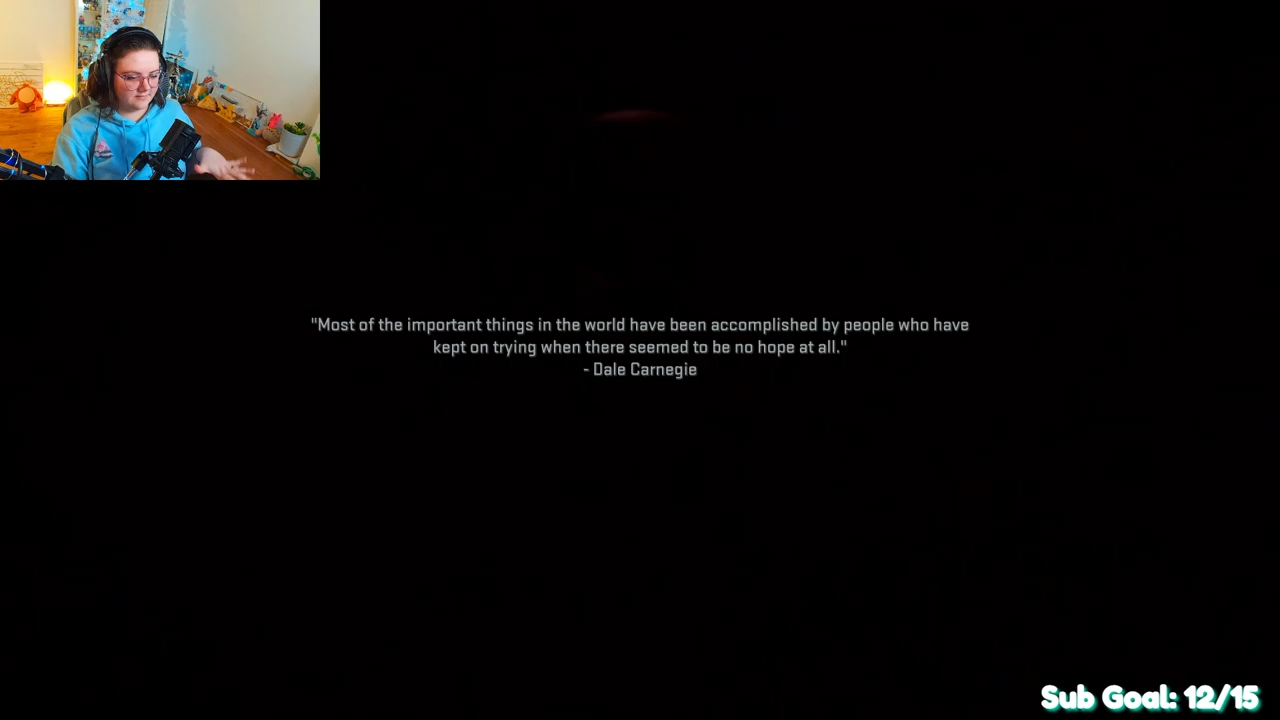 "Most of the important things in the world have been accomplished by people who have
kept on trying when there seemed to be no hope at all."
- Dale Carnegie
Sub Goal: 12/15